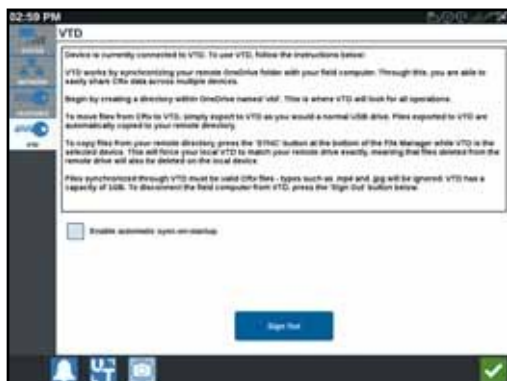 02:59 PM
VTD
Device is currently connected to VTD. To use VTD, follow the instructions below:
VTD works by synchronizing your remote OneDrive folder with your field computer. Through this, you are able to
easily share Cfix data across multiple devices.
Begin by creating a directory within OneDrive named 'vtd'. This is where VTD will look for all operations.
To move files from Cfix to VTD, simply export to VTD as you would a normal USB drive. Files exported to VTD are
automatically copied to your remote directory.
To copy files from your remote directory, press the 'SYNC' button at the bottom of the File Manager while VTD is the
selected device. This will force your local VTD to match your remote drive exactly, meaning that files deleted from the
remote drive will also be deleted on the local device.
Files synchronized through VTD must be valid Cfix files - types such as .mp4 and .jpg will be ignored. VTD has a
capacity of 1GB. To disconnect the field computer from VTD, press the 'Sign Out' button below.
Enable automatic sync-on-startup.
Sign Out
VTD
UT